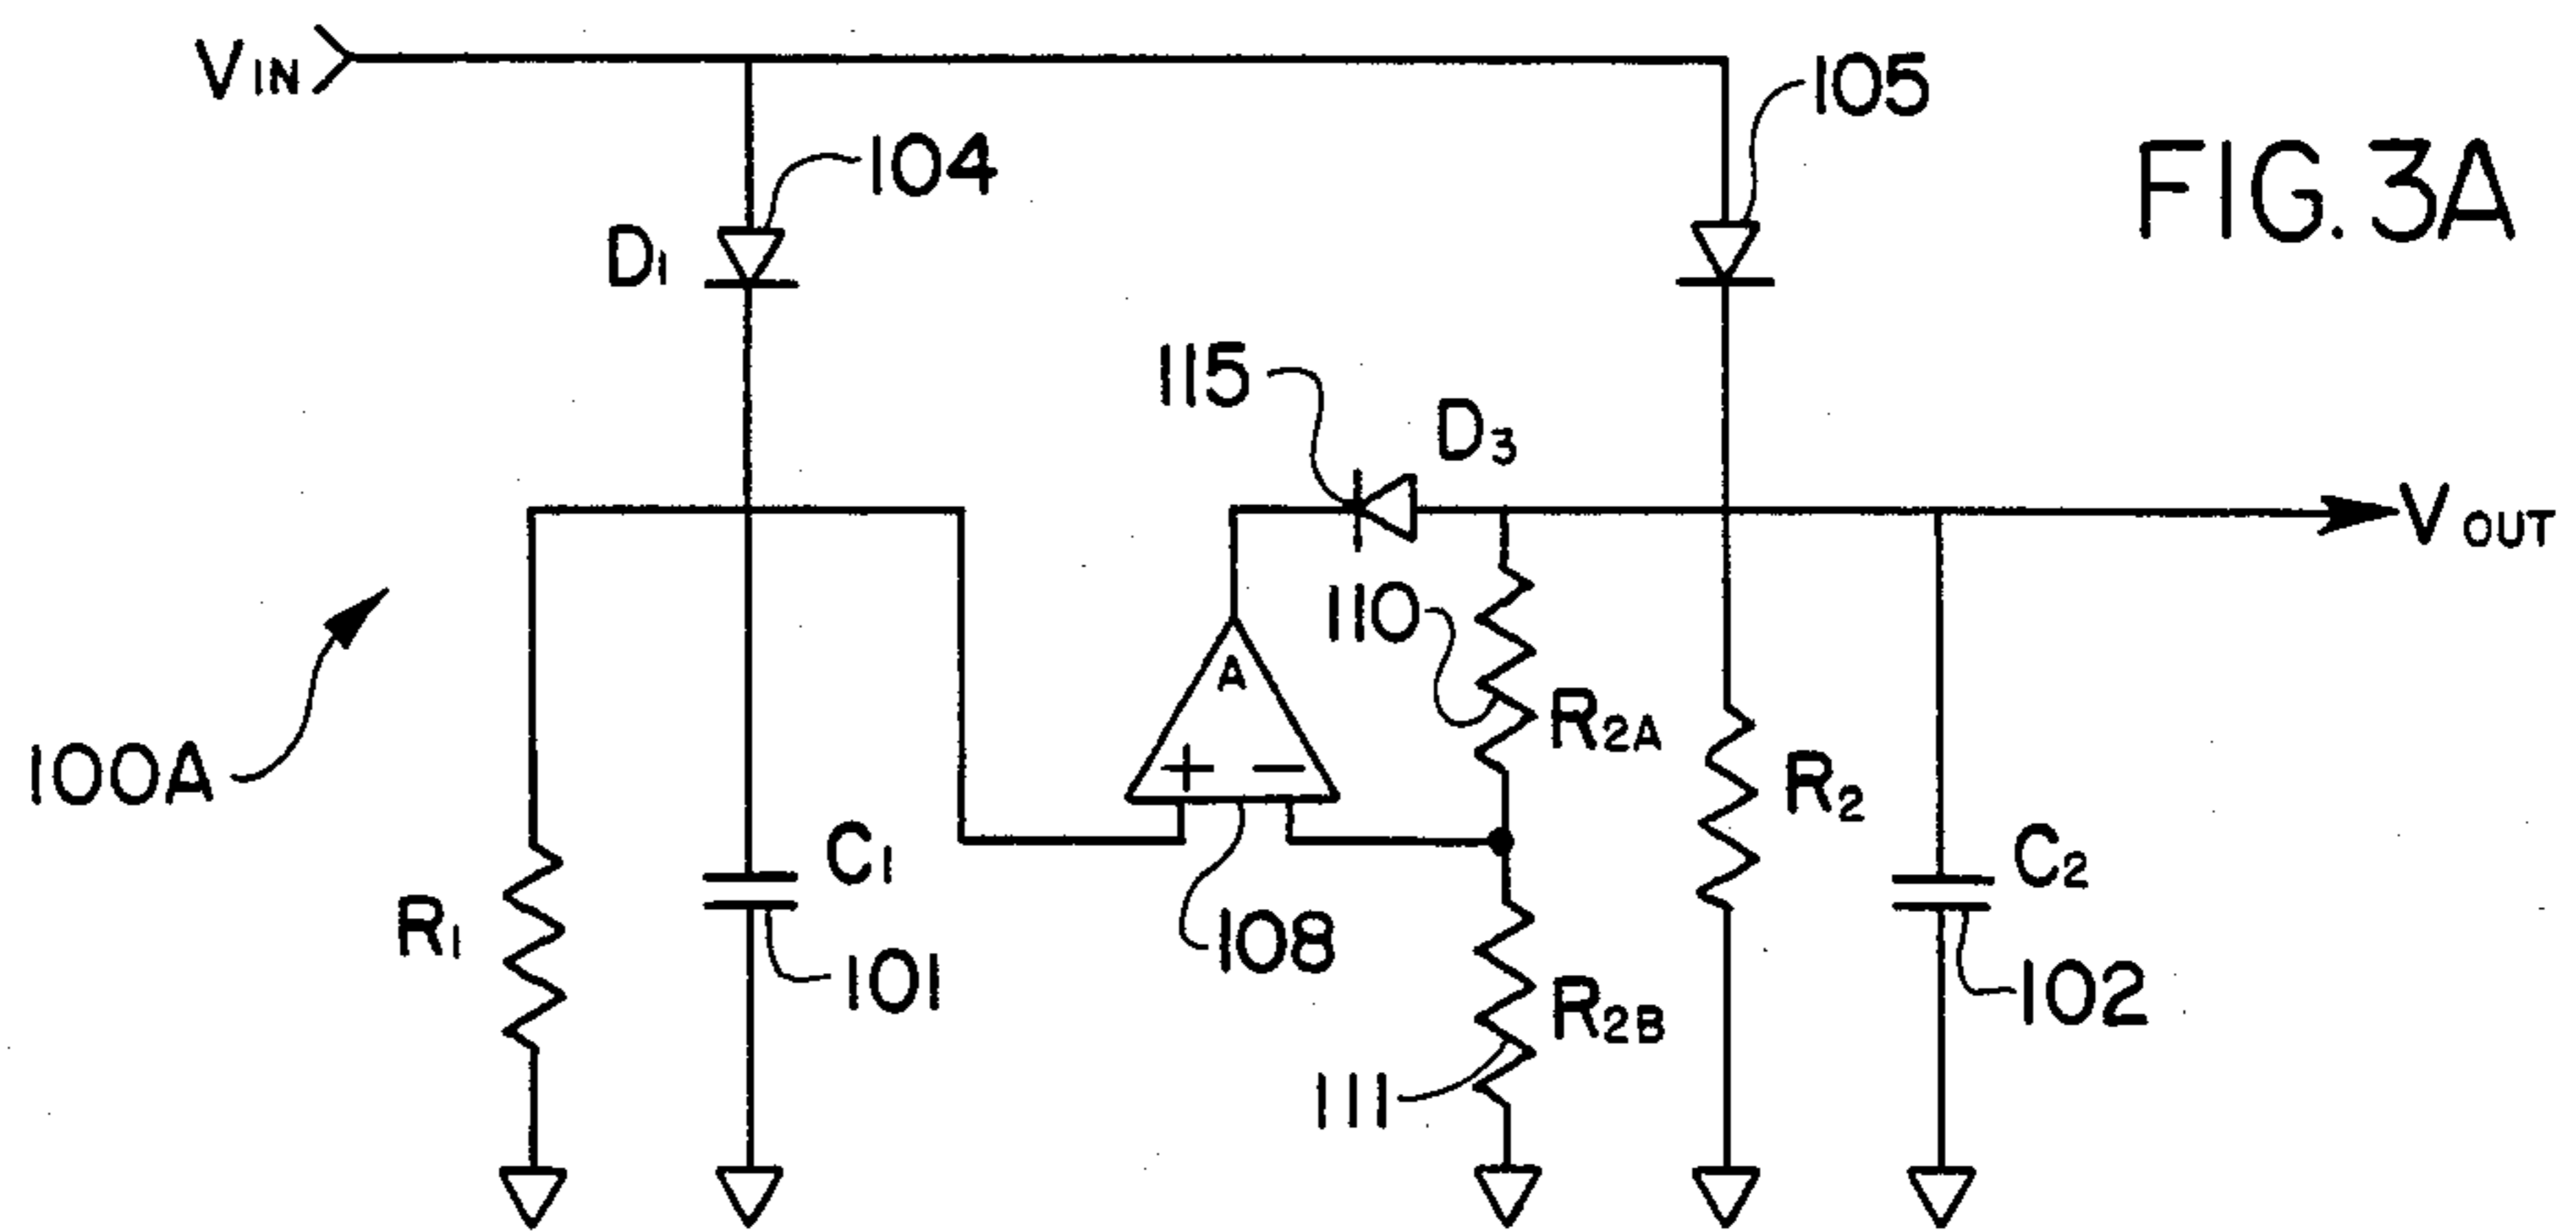 VIN
105
104
FIG. 3A
D1
115
D3
VOUT
110
A
R2A
100A
+ −
R2
C1
C2
R1
108
101
R2B
102
111